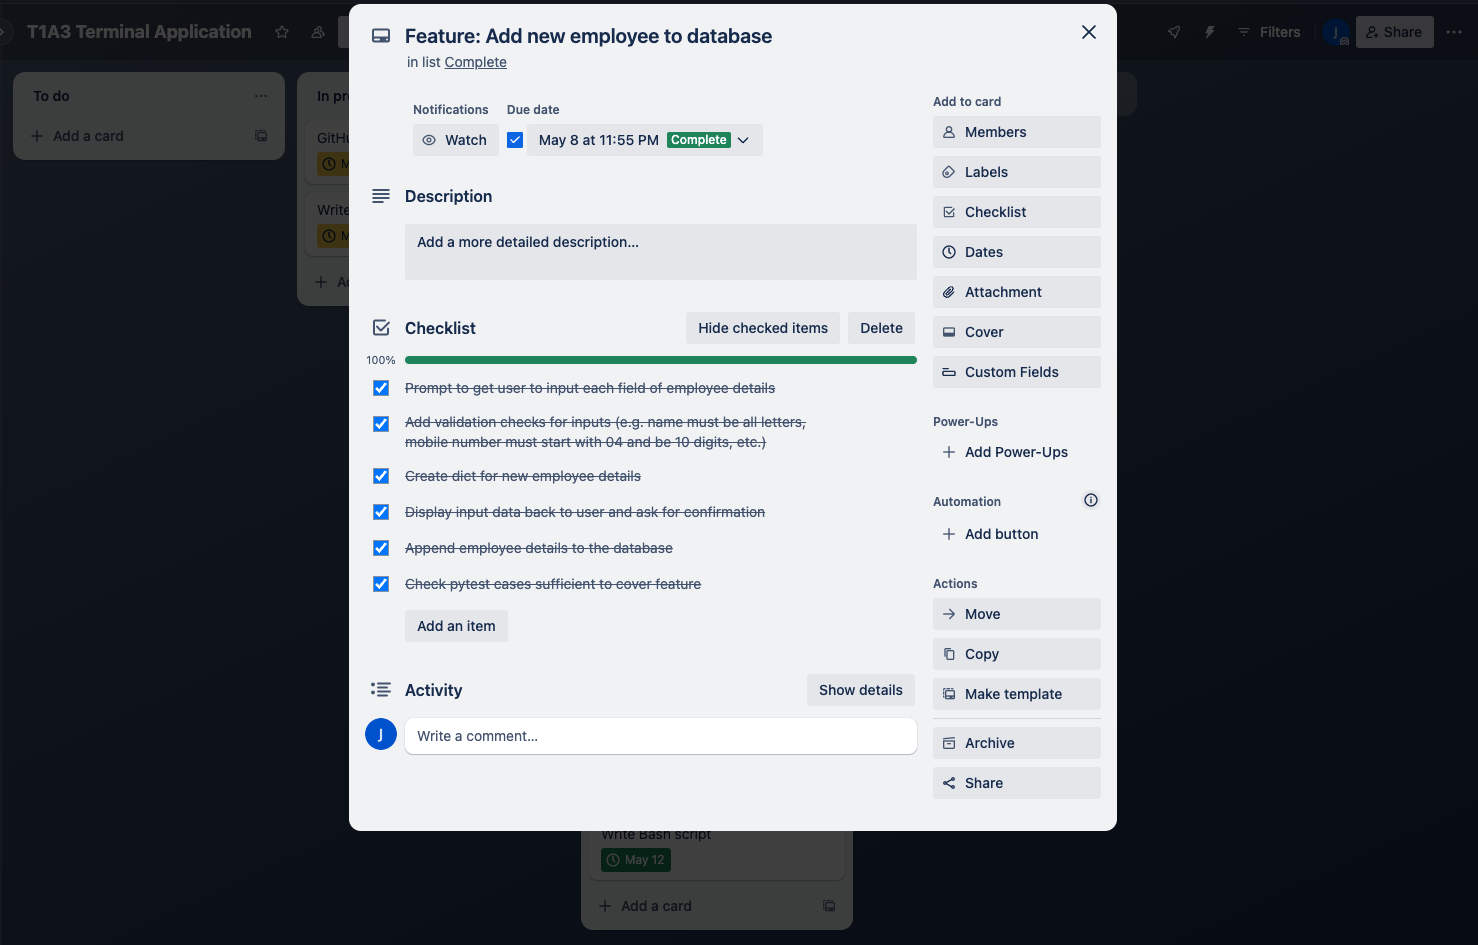 T1A3 Terminal Application
Filters
J
Share
To do
Add a card
In pr
GitHu
M
Write
M
Ad
Feature: Add new employee to database
in list Complete
Notifications
Due date
Watch
May 8 at 11:55 PM Complete
Description
Add a more detailed description...
Checklist
Hide checked items
Delete
100%
Prompt to get user to input each field of employee details
Add validation checks for inputs (e.g. name must be all letters,
mobile number must start with 04 and be 10 digits, etc.)
Create dict for new employee details
Display input data back to user and ask for confirmation
Append employee details to the database
Check pytest cases sufficient to cover feature
Add an item
Activity
Show details
J
Write a comment...
Add to card
Members
Labels
Checklist
Dates
Attachment
Cover
Custom Fields
Power-Ups
Add Power-Ups
Automation
Add button
Actions
Move
Copy
Make template
Archive
Share
Write Bash script
May 12
Add a card